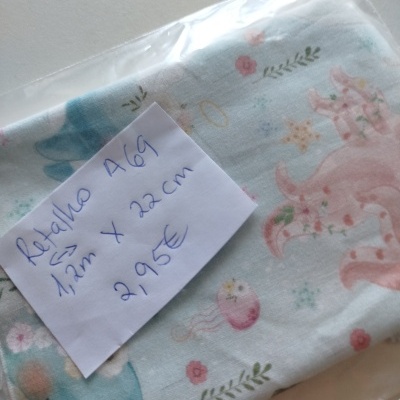 Retalho A69
<->
1,2m x 22cm
2,95€